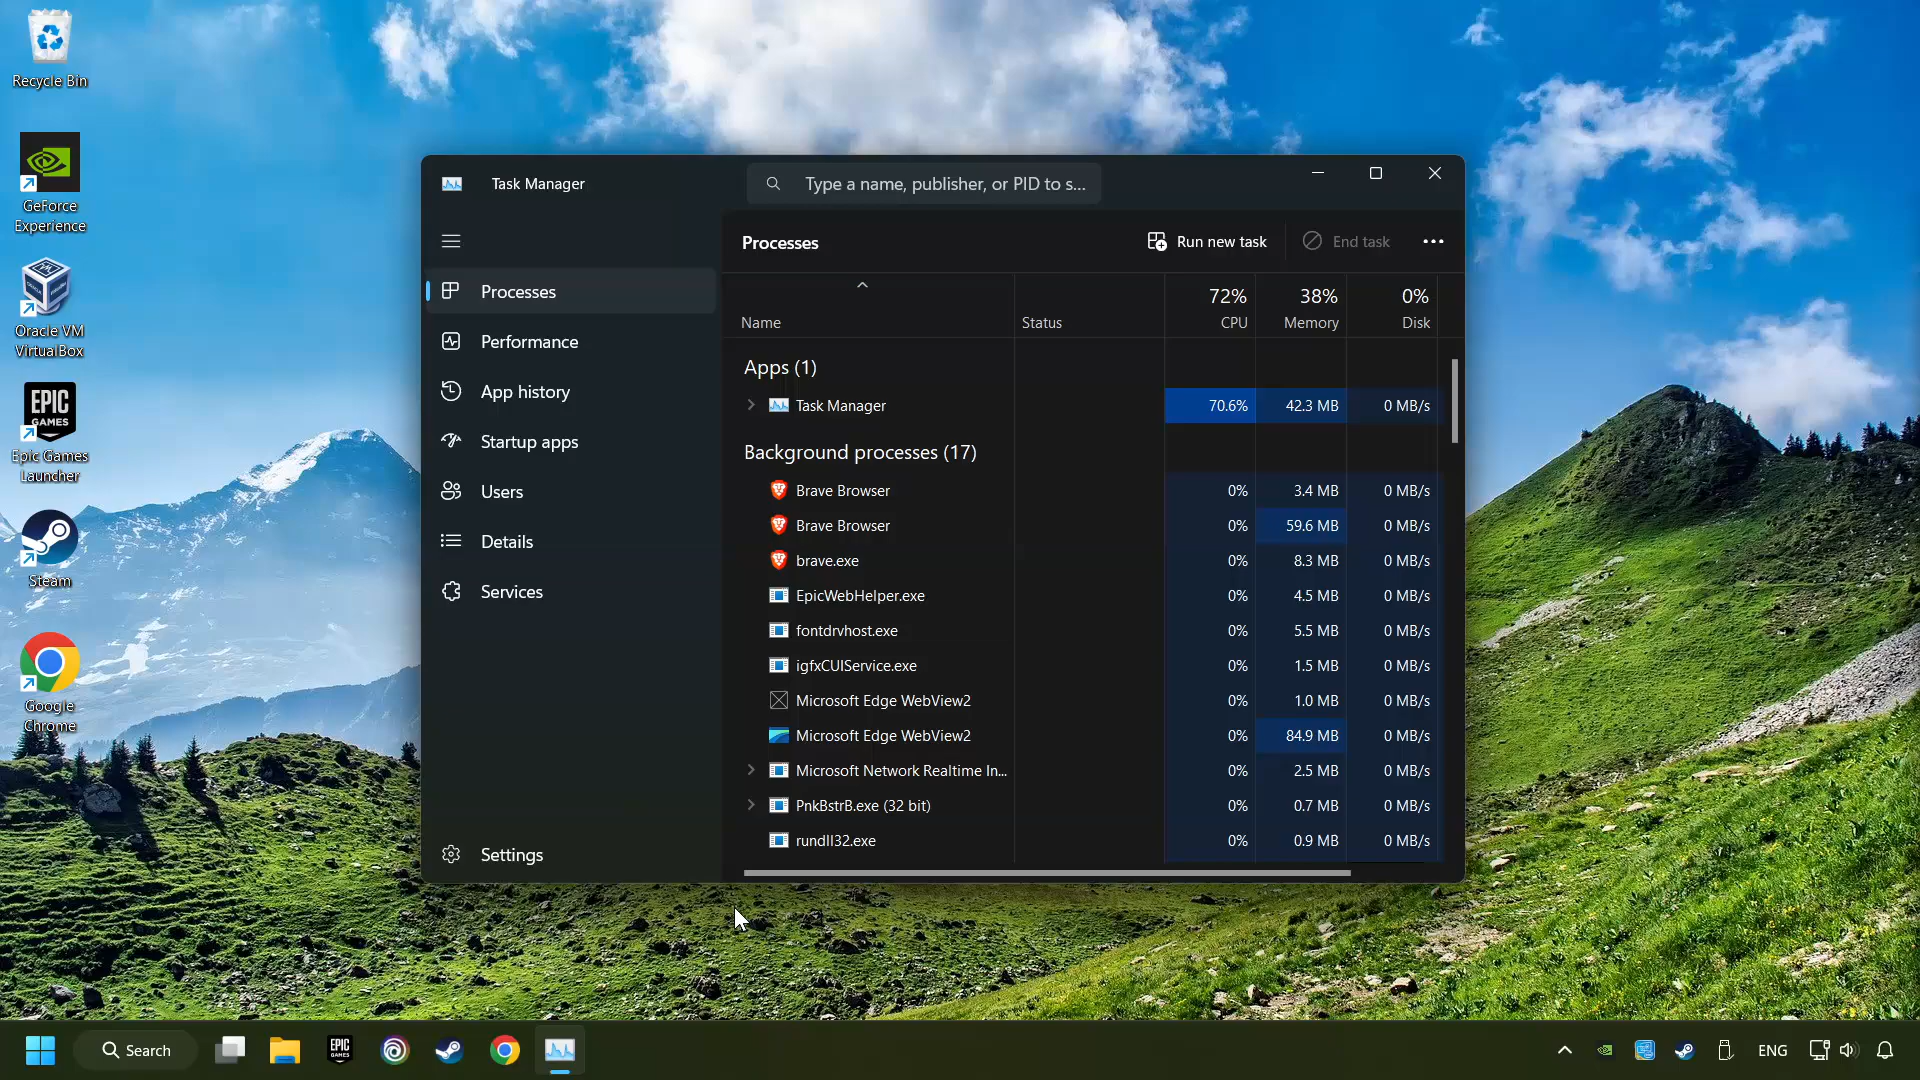 Recycle Bin
GeForce
Experience
Oracle VM
VirtualBox
EPIC
GAMES
Epic Games
Launcher
Steam
Google
Chrome
Task Manager
Type a name, publisher, or PID to s...
Processes
Performance
App history
Startup apps
Users
Details
Services
Settings
Processes
Run new task
End task
72% 38% 0%
Name Status CPU Memory Disk
Apps (1)
Task Manager 70.6% 42.3 MB 0 MB/s
Background processes (17)
Brave Browser 0% 3.4 MB 0 MB/s
Brave Browser 0% 59.6 MB 0 MB/s
brave.exe 0% 8.3 MB 0 MB/s
EpicWebHelper.exe 0% 4.5 MB 0 MB/s
fontdrvhost.exe 0% 5.5 MB 0 MB/s
igfxCUIService.exe 0% 1.5 MB 0 MB/s
Microsoft Edge WebView2 0% 1.0 MB 0 MB/s
Microsoft Edge WebView2 0% 84.9 MB 0 MB/s
Microsoft Network Realtime In... 0% 2.5 MB 0 MB/s
PnkBstrB.exe (32 bit) 0% 0.7 MB 0 MB/s
rundll32.exe 0% 0.9 MB 0 MB/s
Search
EPIC
GAMES
ENG